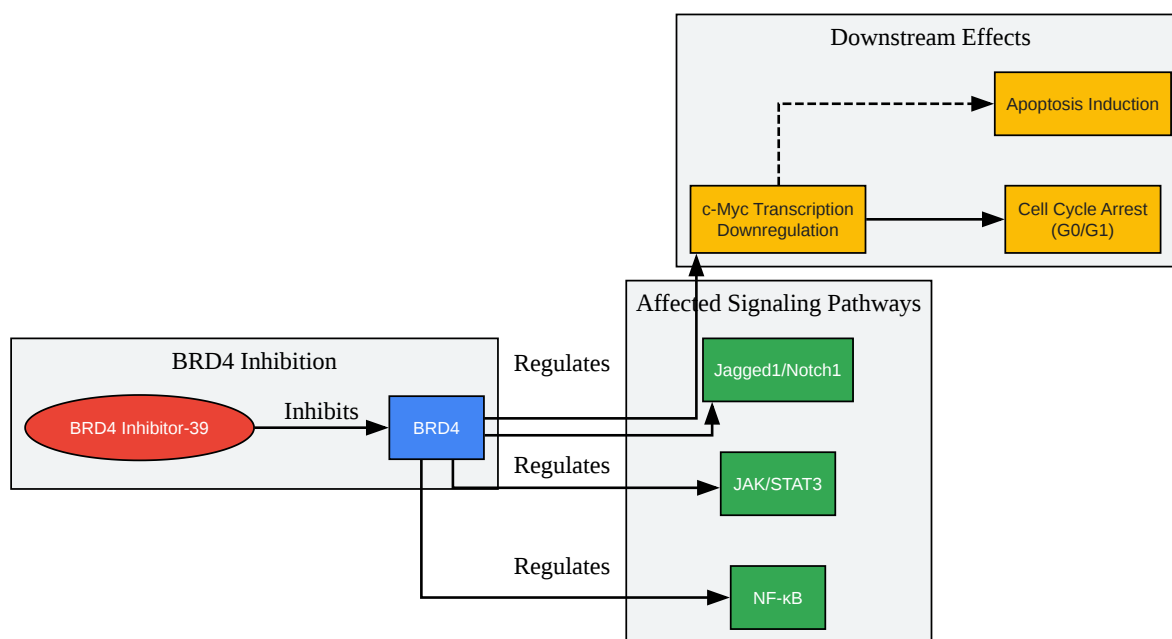 Downstream Effects
Apoptosis Induction
c-Myc Transcription
Downregulation
Cell Cycle Arrest
(G0/G1)
Affected Signaling Pathways
BRD4 Inhibition
Regulates
Jagged1/Notch1
BRD4 Inhibitor-39
Inhibits
BRD4
Regulates
JAK/STAT3
Regulates
NF-κB